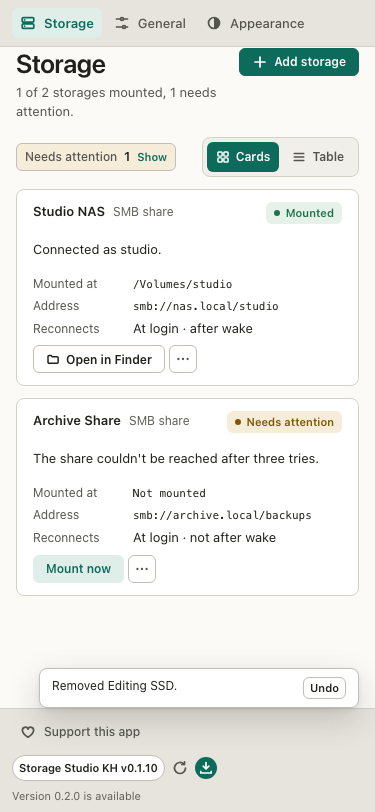 Storage
General
Appearance
Storage
Add storage
1 of 2 storages mounted, 1 needs
attention.
Needs attention 1 Show
Cards
Table
Studio NAS SMB share
Mounted
Connected as studio.
Mounted at /Volumes/studio
Address smb://nas.local/studio
Reconnects At login · after wake
Open in Finder
Archive Share SMB share
Needs attention
The share couldn't be reached after three tries.
Mounted at Not mounted
Address smb://archive.local/backups
Reconnects At login · not after wake
Mount now
Removed Editing SSD.
Undo
Support this app
Storage Studio KH v0.1.10
Version 0.2.0 is available